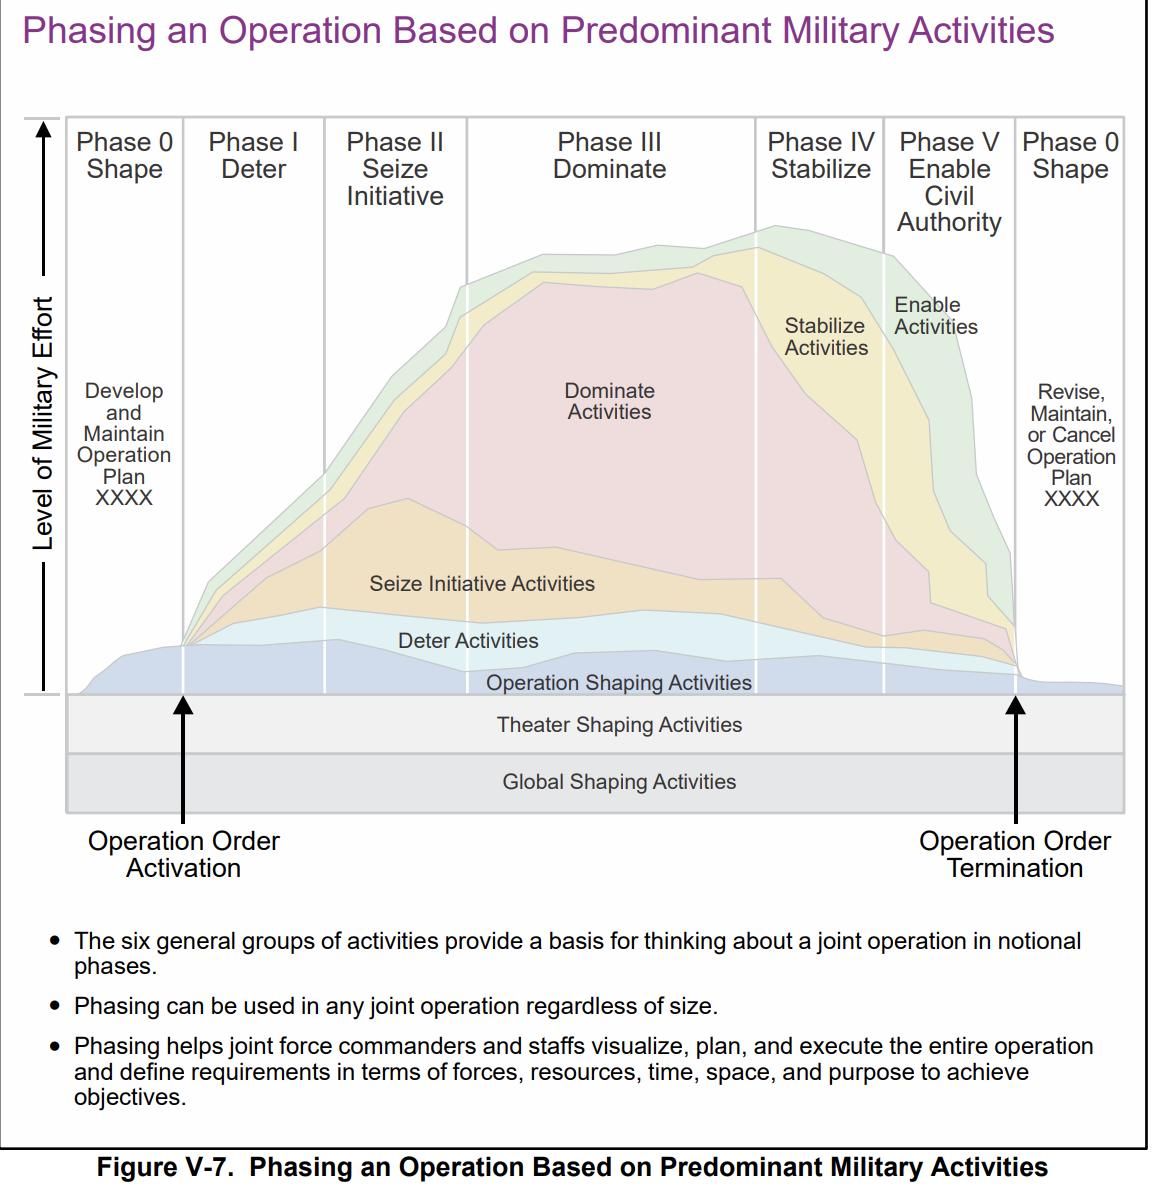 Phasing an Operation Based on Predominant Military Activities
Phase 0
Shape
Phase I
Deter
Phase II
Seize
Initiative
Phase III
Dominate
Phase IV
Stabilize
Phase V
Enable
Civil
Authority
Phase 0
Shape
Level of Military Effort
Develop
and
Maintain
Operation
Plan
XXXX
Enable
Activities
Stabilize
Activities
Dominate
Activities
Revise,
Maintain,
or Cancel
Operation
Plan
XXXX
Seize Initiative Activities
Deter Activities
Operation Shaping Activities
Theater Shaping Activities
Global Shaping Activities
Operation Order
Activation
Operation Order
Termination
• The six general groups of activities provide a basis for thinking about a joint operation in notional
phases.
• Phasing can be used in any joint operation regardless of size.
• Phasing helps joint force commanders and staffs visualize, plan, and execute the entire operation
and define requirements in terms of forces, resources, time, space, and purpose to achieve
objectives.
Figure V-7. Phasing an Operation Based on Predominant Military Activities